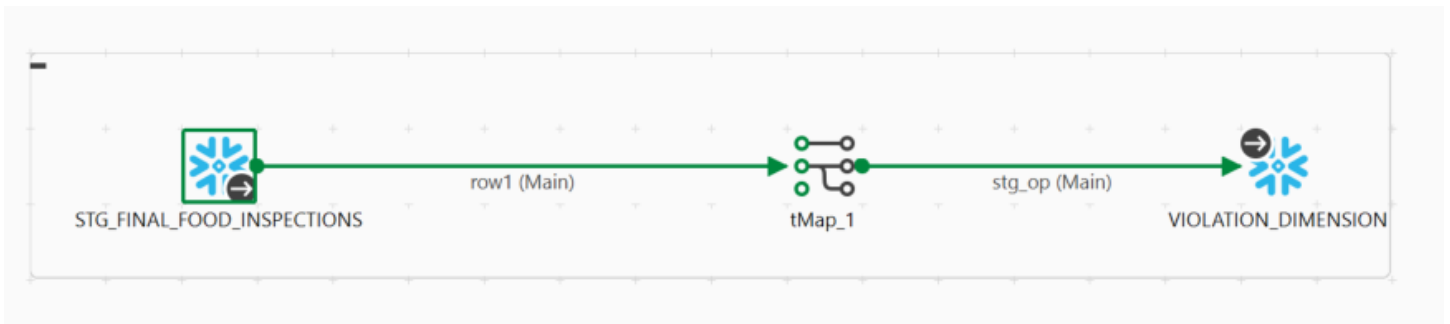 row1 (Main)
stg_op (Main)
STG_FINAL_FOOD_INSPECTIONS
tMap_1
VIOLATION_DIMENSION